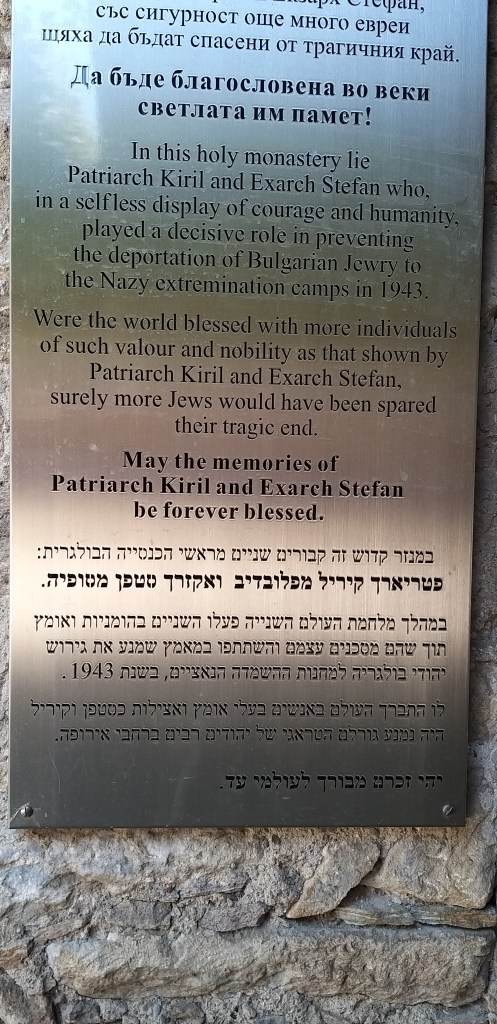 Стефан,
със сигурност още много евреи
щяха да бъдат спасени от трагичния край.
Да бъде благословена во веки
светлата им памет!
In this holy monastery lie
Patriarch Kiril and Exarch Stefan who,
in a selfless display of courage and humanity,
played a decisive role in preventing
the deportation of Bulgarian Jewry to
the Nazy extremination camps in 1943.
Were the world blessed with more individuals
of such valour and nobility as that shown by
Patriarch Kiril and Exarch Stefan,
surely more Jews would have been spared
their tragic end.
May the memories of
Patriarch Kiril and Exarch Stefan
be forever blessed.
במנזר קדוש זה קבורים שניים מראשי הכנסייה הבולגרית:
פטריארך קיריל מפלובדיב ואקזרך סטפן מסופיה.
במהלך מלחמת העולם השנייה פעלו השניים בהומניות ואומץ
תוך שהם מסכנים עצמם והשתתפו במאמץ שמנע את גירוש
יהודי בולגריה למחנות ההשמדה הנאציים, בשנת 1943.
לו התברך העולם באנשים בעלי אומץ ואצילות כסטפן וקיריל
היה נמנע גורלם הטראגי של יהודים רבים ברחבי אירופה.
יהי זכרם מבורך לעולמי עד.